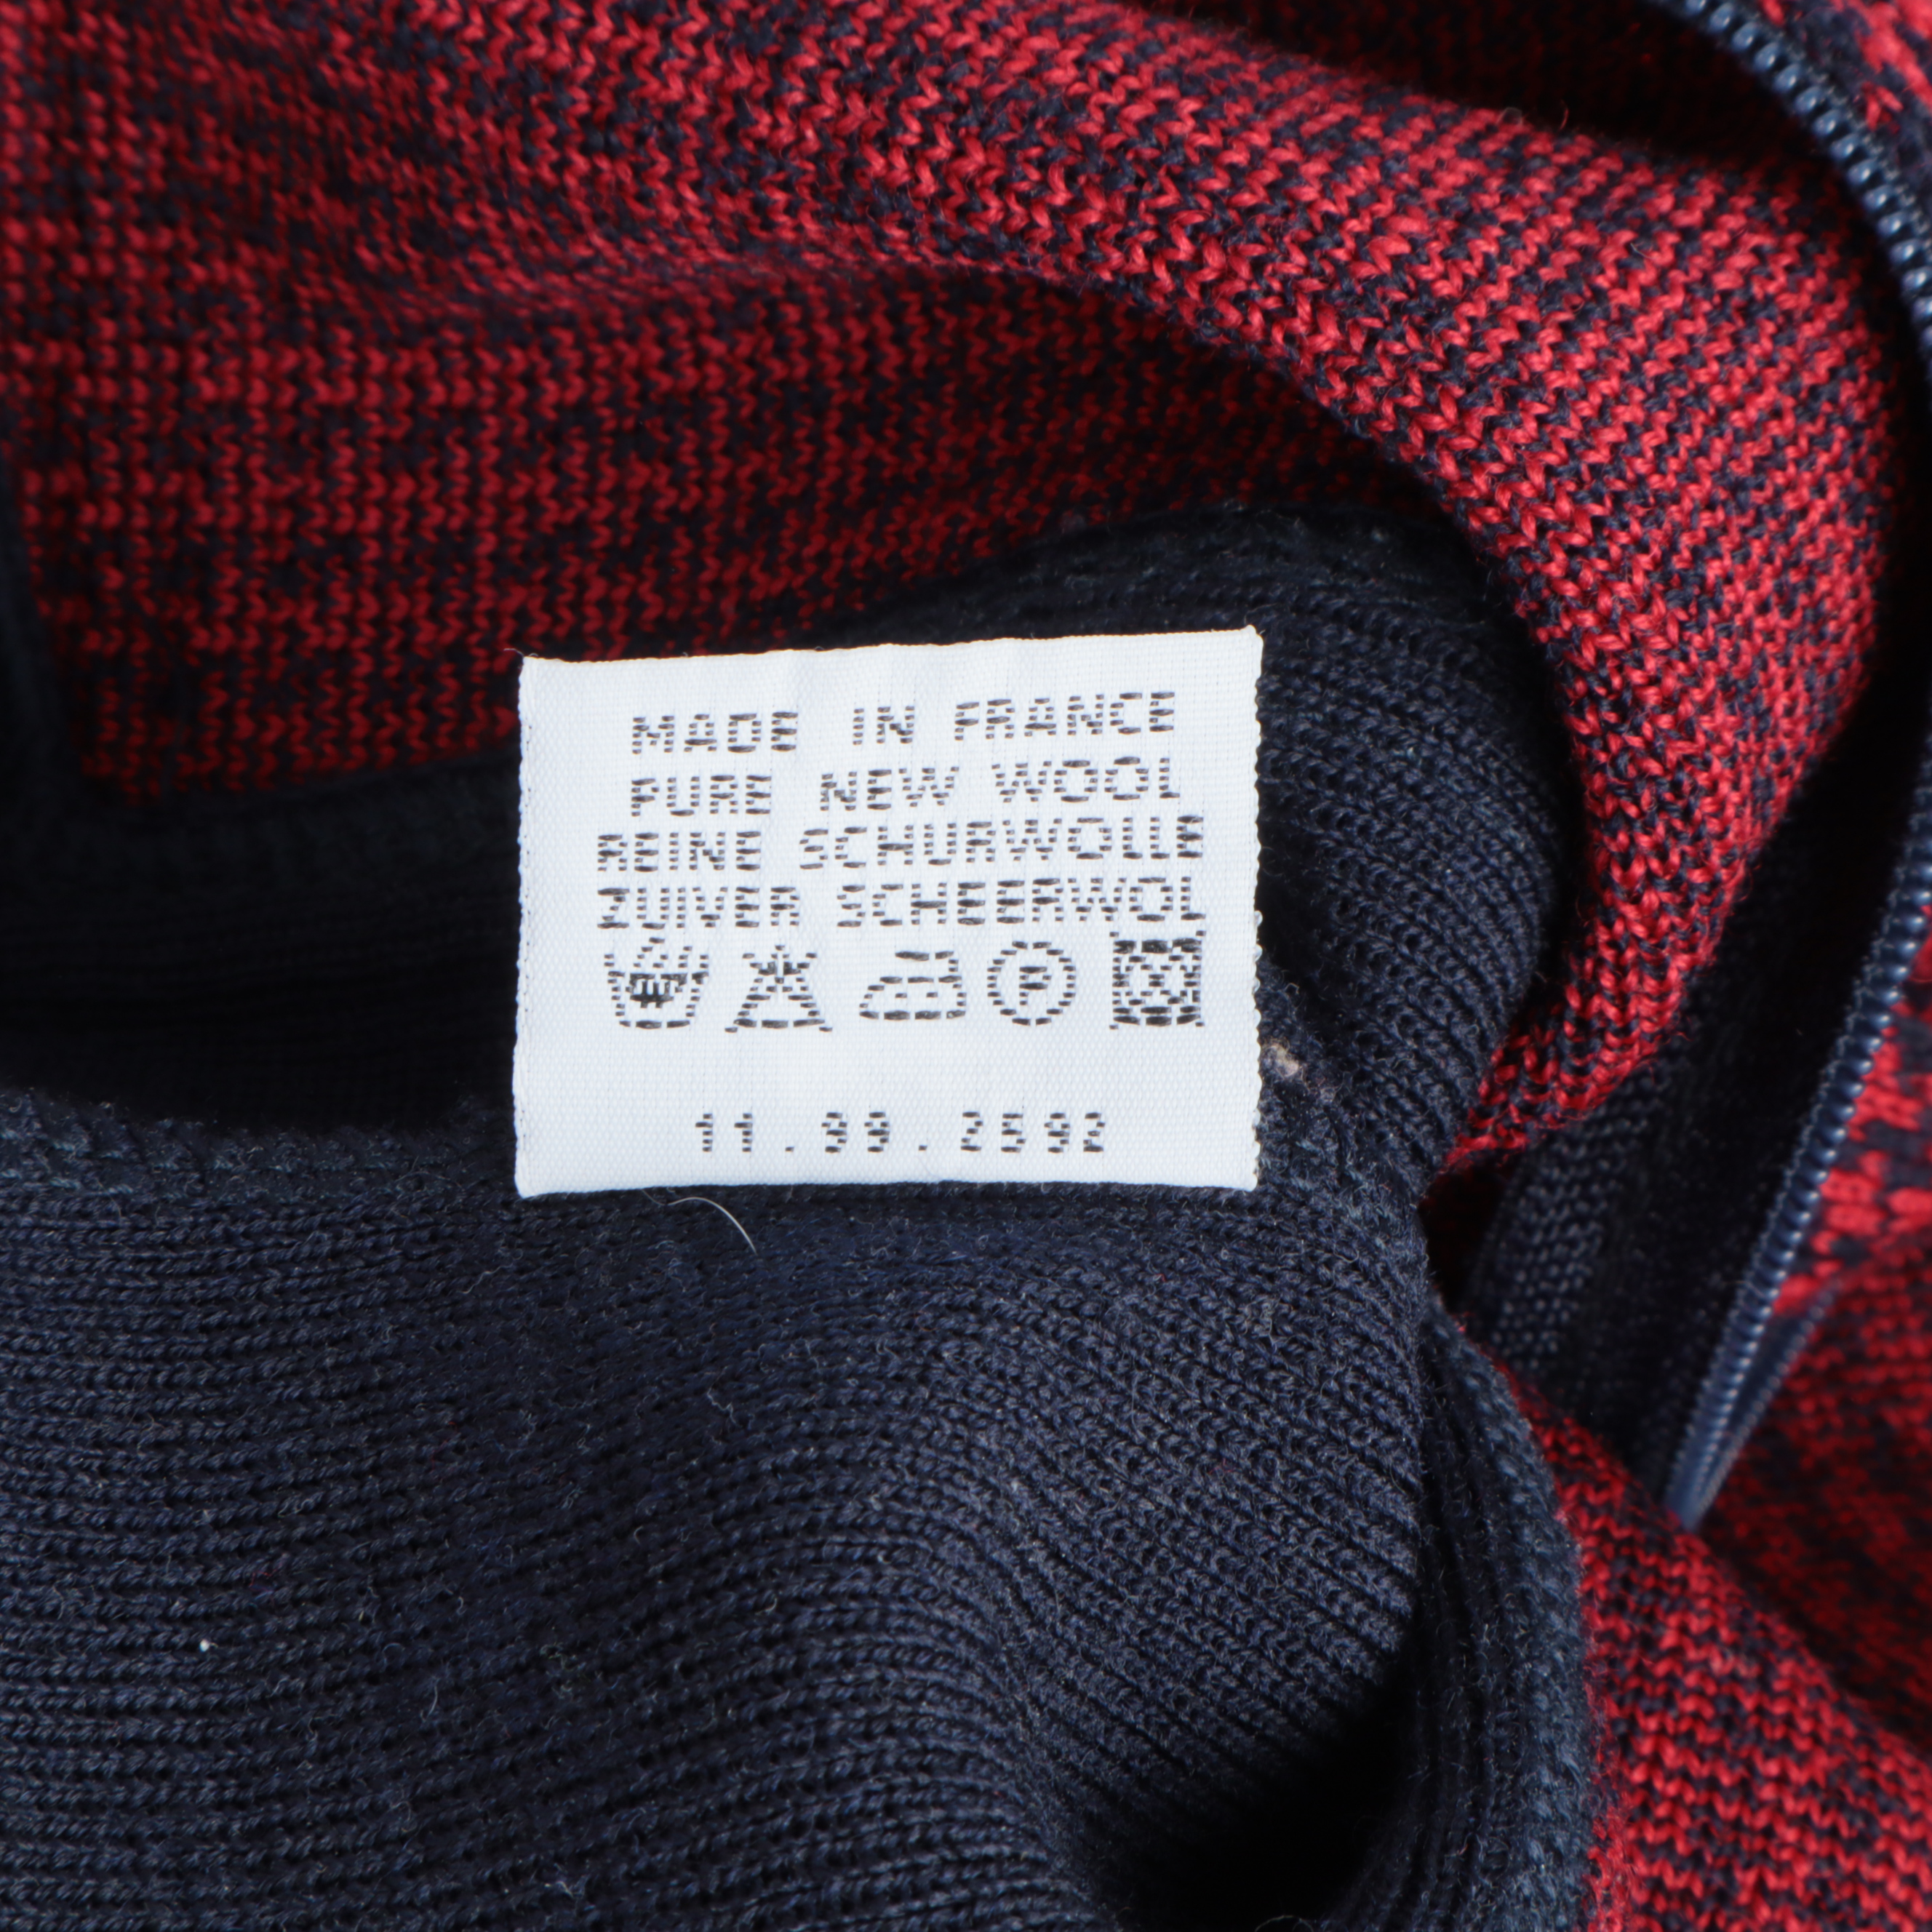 MADE IN FRANCE
PURE NEW WOOL
REINE SCHURWOLLE
ZUIVER SCHEERWOL
P
11.99.2592